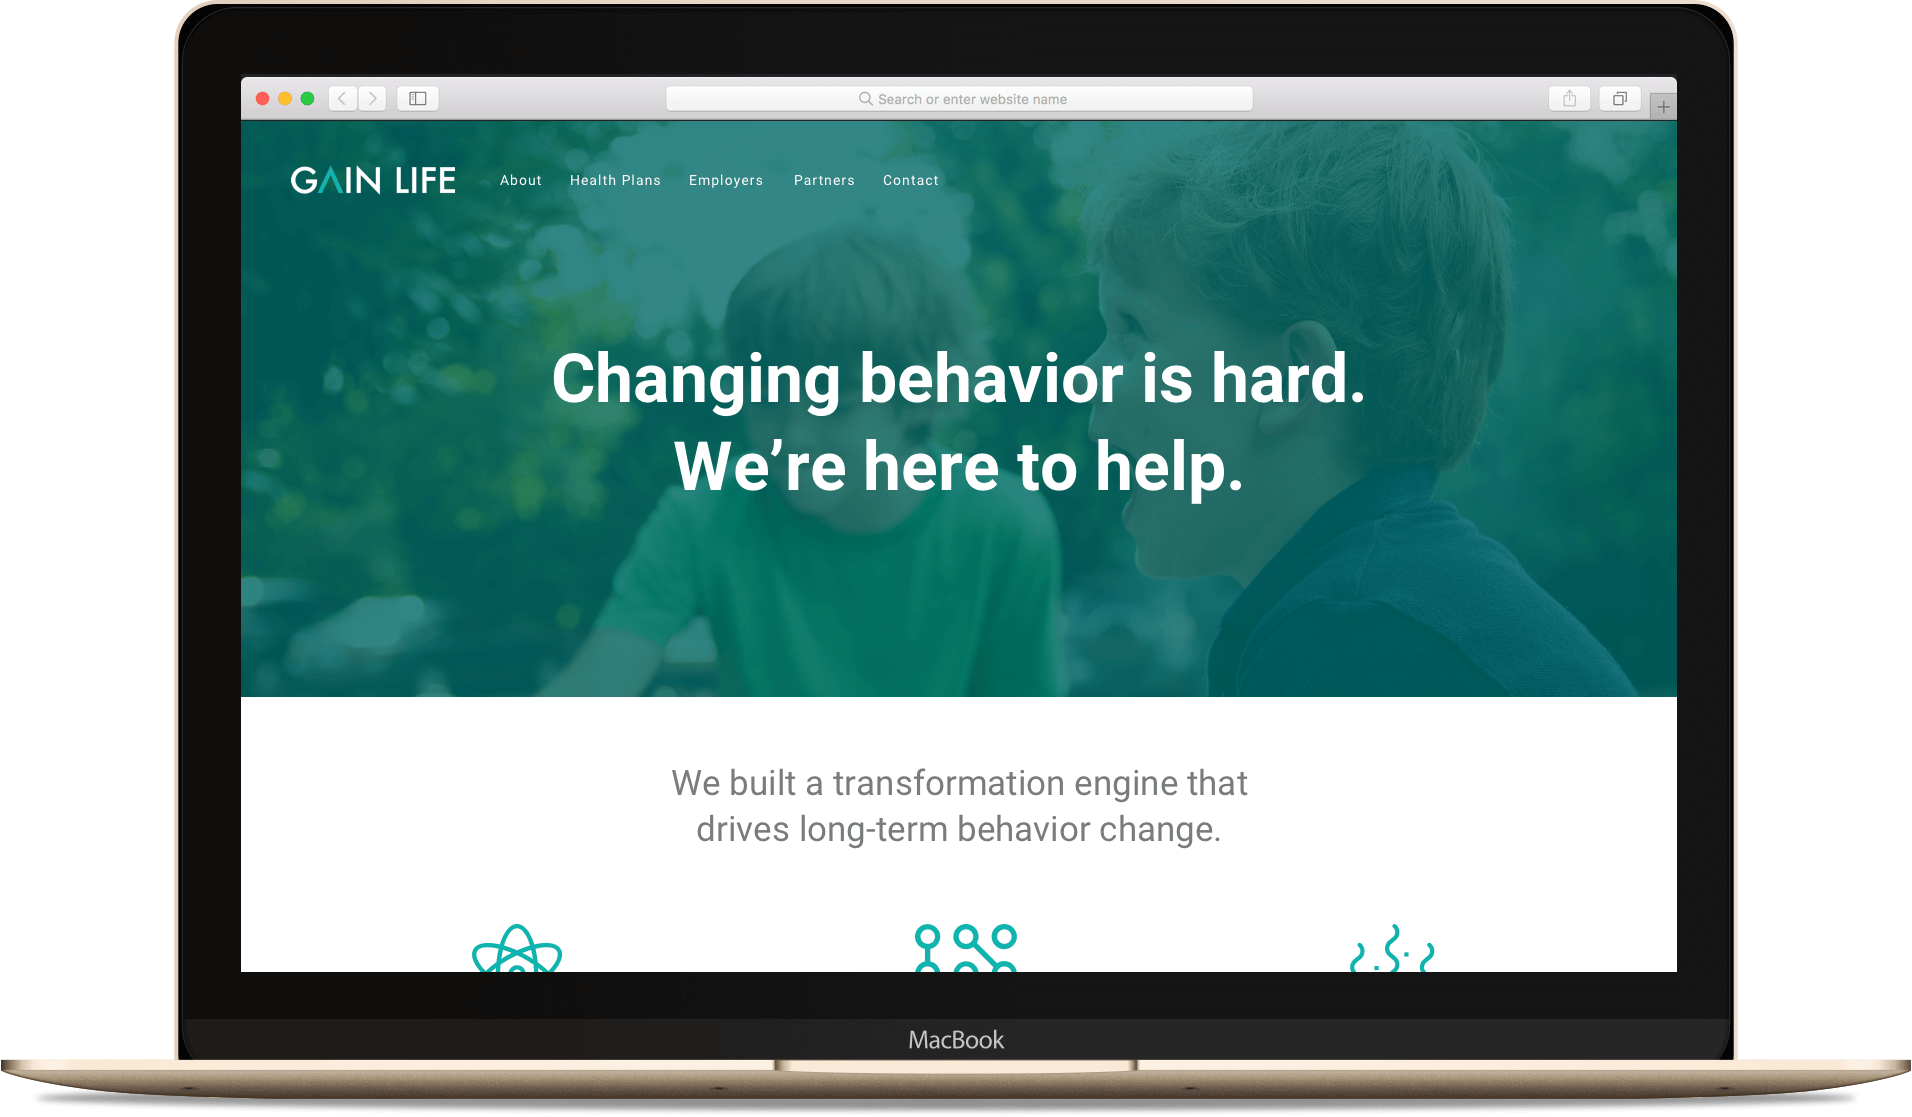 Search or enter website name
GAIN LIFE
About Health Plans Employers Partners Contact
Changing behavior is hard.
We’re here to help.
We built a transformation engine that
drives long-term behavior change.
MacBook